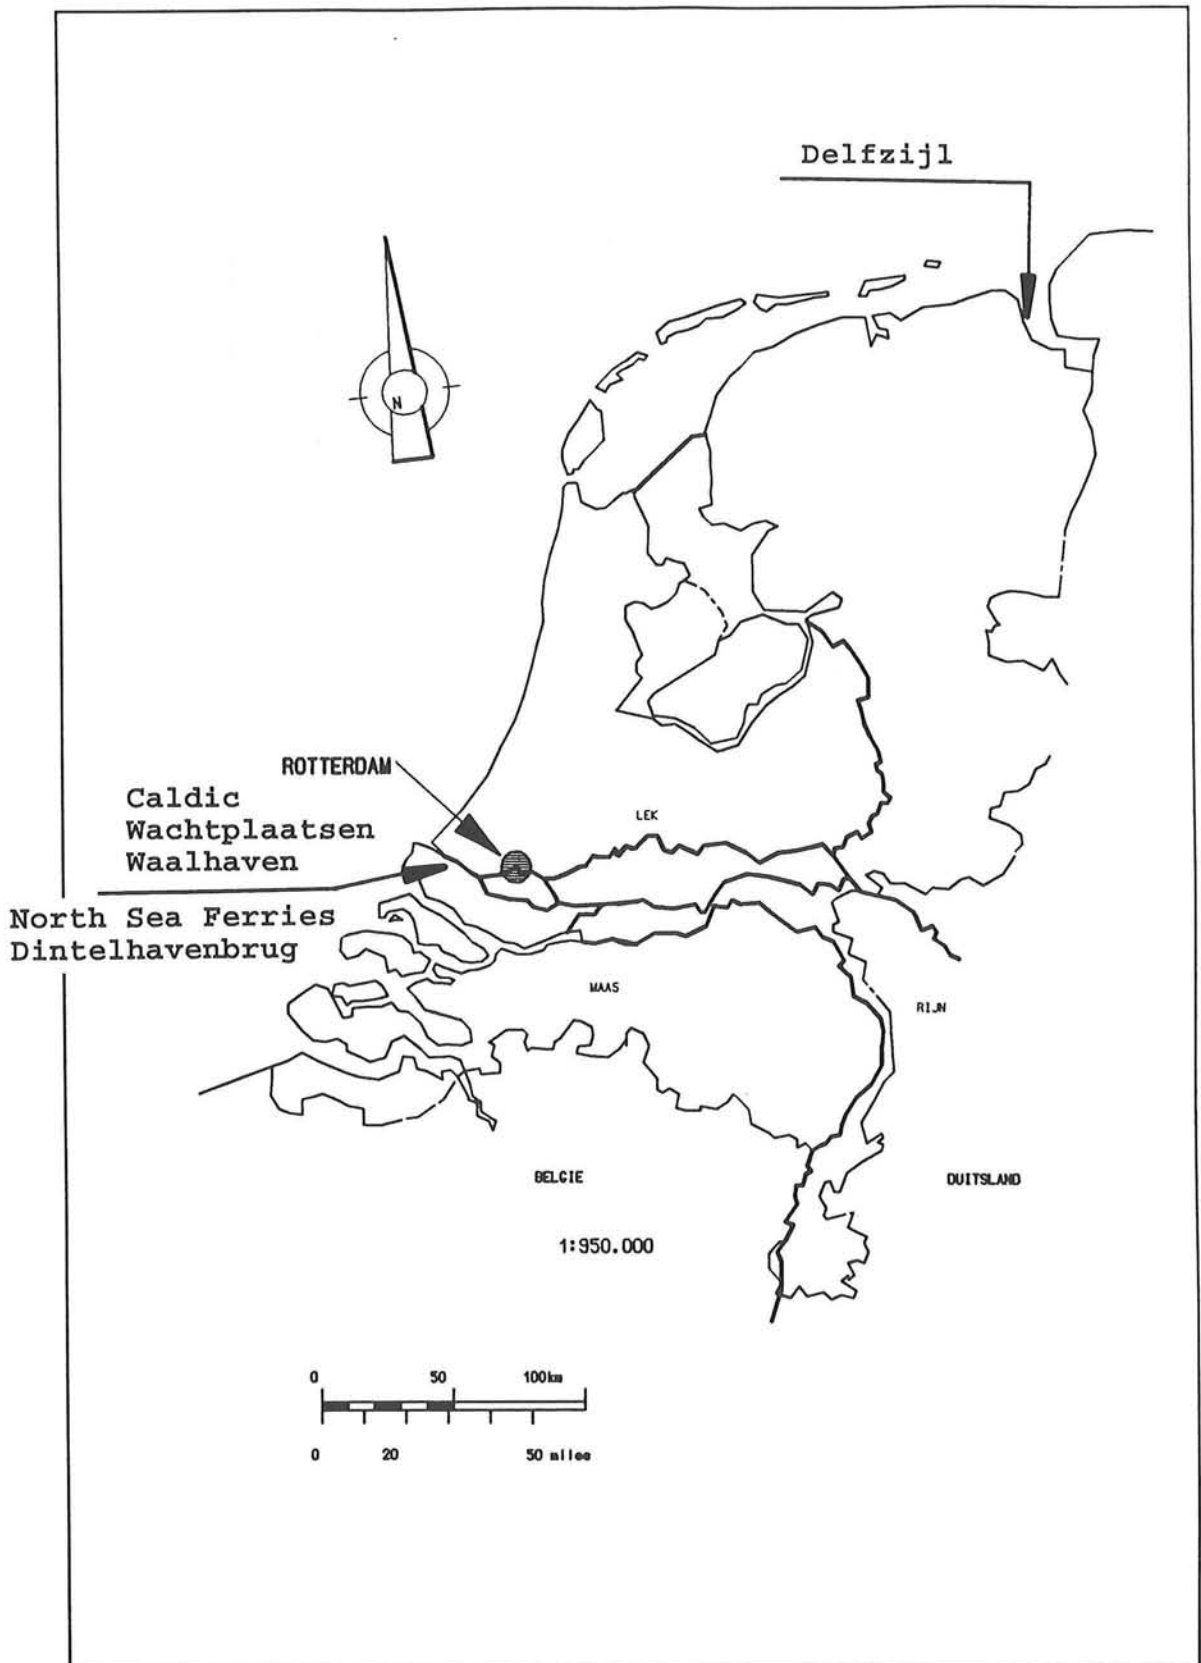 Delfzijl
N
ROTTERDAM
Caldic
Wachtplaatsen
Waalhaven
North Sea Ferries
Dintelhavenbrug
LEK
MAAS
RIJN
BELGIE
DUITSLAND
1:950.000
0 50 100km
0 20 50 miles